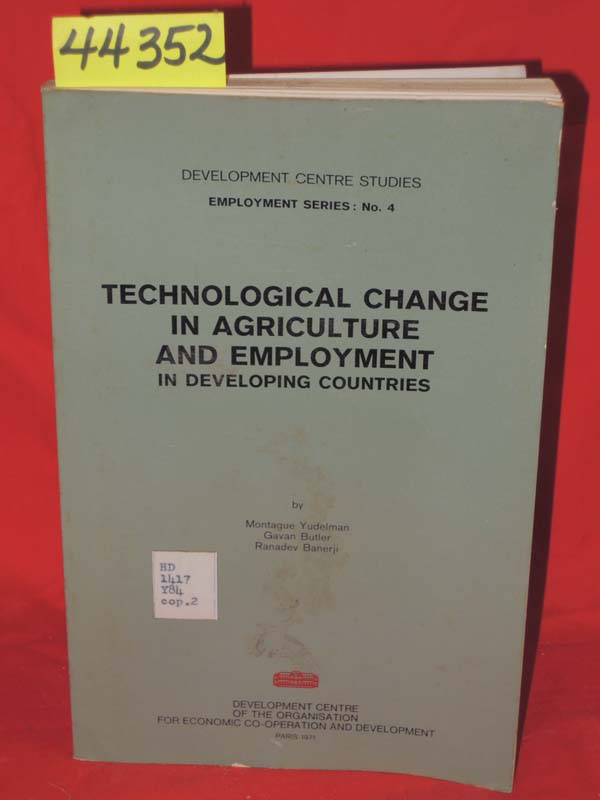 44352
DEVELOPMENT CENTRE STUDIES
EMPLOYMENT SERIES: No. 4
TECHNOLOGICAL CHANGE
IN AGRICULTURE
AND EMPLOYMENT
IN DEVELOPING COUNTRIES
by
Montague Yudelman
Gavan Butler
Ranadev Banerji
HD
1417
Y84
cop.2
DEVELOPMENT CENTRE
OF THE ORGANISATION
FOR ECONOMIC CO-OPERATION AND DEVELOPMENT
PARIS 1971